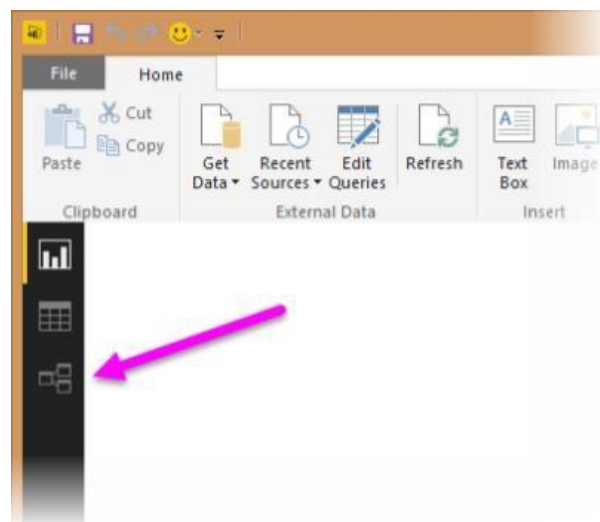 File Home
Cut
Copy
Paste
Get Data
Recent Sources
Edit Queries
Refresh
Text Box
Image
Clipboard
External Data
Insert